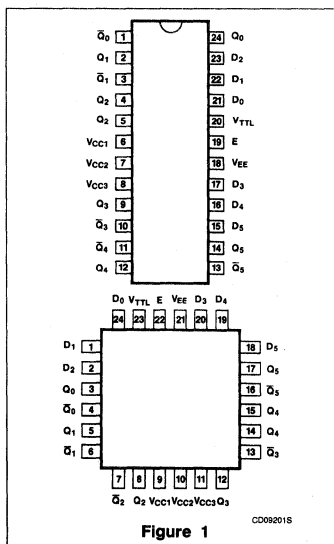 Q̅0 1 24 Q0
Q1 2 23 D2
Q̅1 3 22 D1
Q2 4 21 D0
Q2 5 20 VTTL
VCC1 6 19 E
VCC2 7 18 VEE
VCC3 8 17 D3
Q3 9 16 D4
Q̅3 10 15 D5
Q̅4 11 14 Q5
Q4 12 13 Q̅5
D0 VTTL E VEE D3 D4
24 23 22 21 20 19
D1 1 18 D5
D2 2 17 Q5
Q0 3 16 Q̅5
Q̅0 4 15 Q4
Q1 5 14 Q4
Q̅1 6 13 Q̅3
7 8 9 10 11 12
Q̅2 Q2 VCC1 VCC2 VCC3 Q3
CD09201S
Figure 1